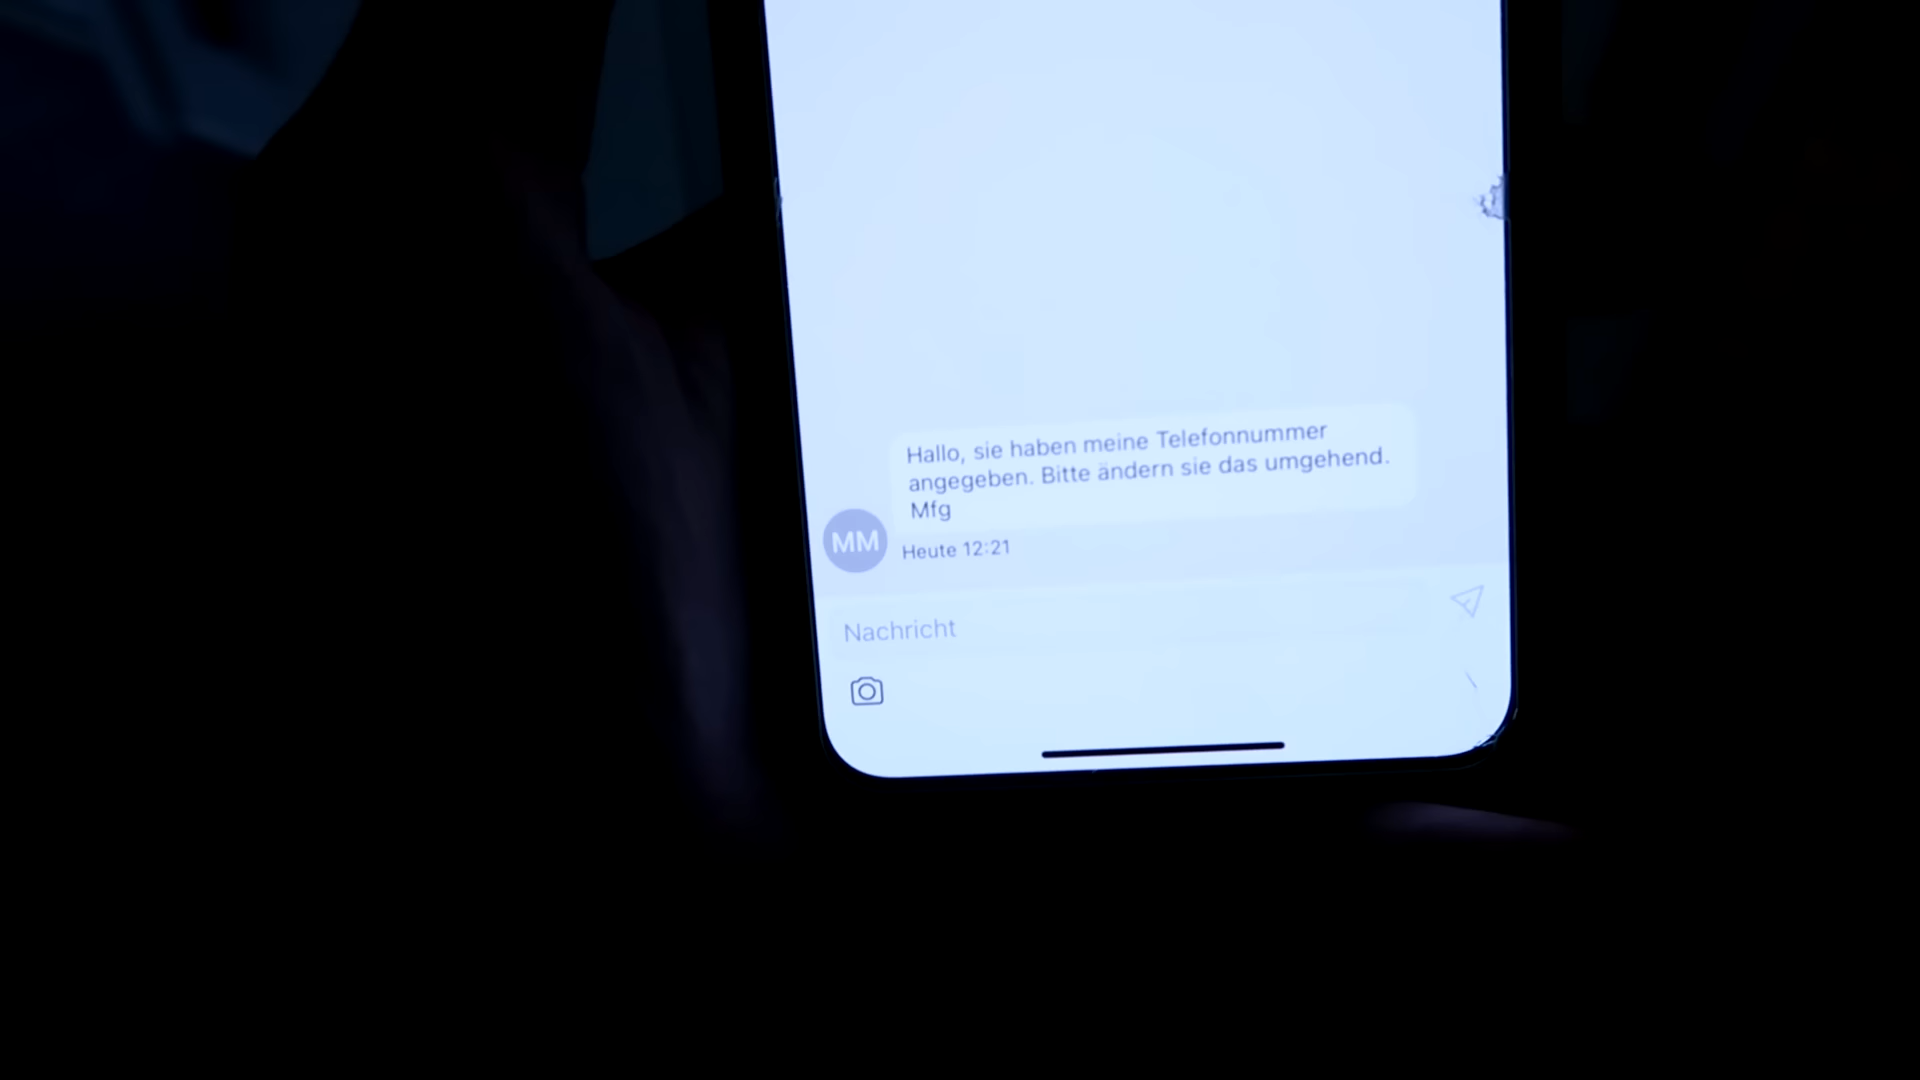 Hallo, sie haben meine Telefonnummer
angegeben. Bitte ändern sie das umgehend.
Mfg
MM
Heute 12:21
Nachricht